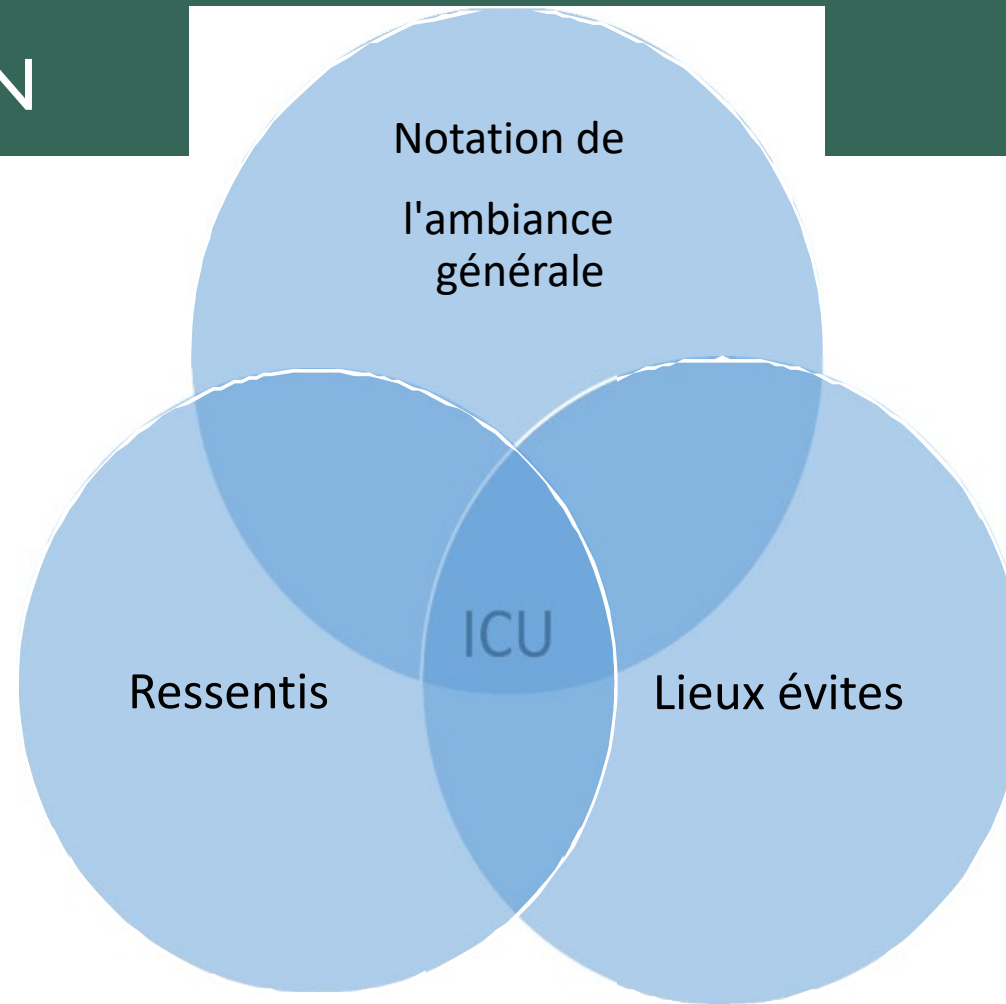 N
Notation de
l'ambiance
générale
ICU
Ressentis
Lieux évites